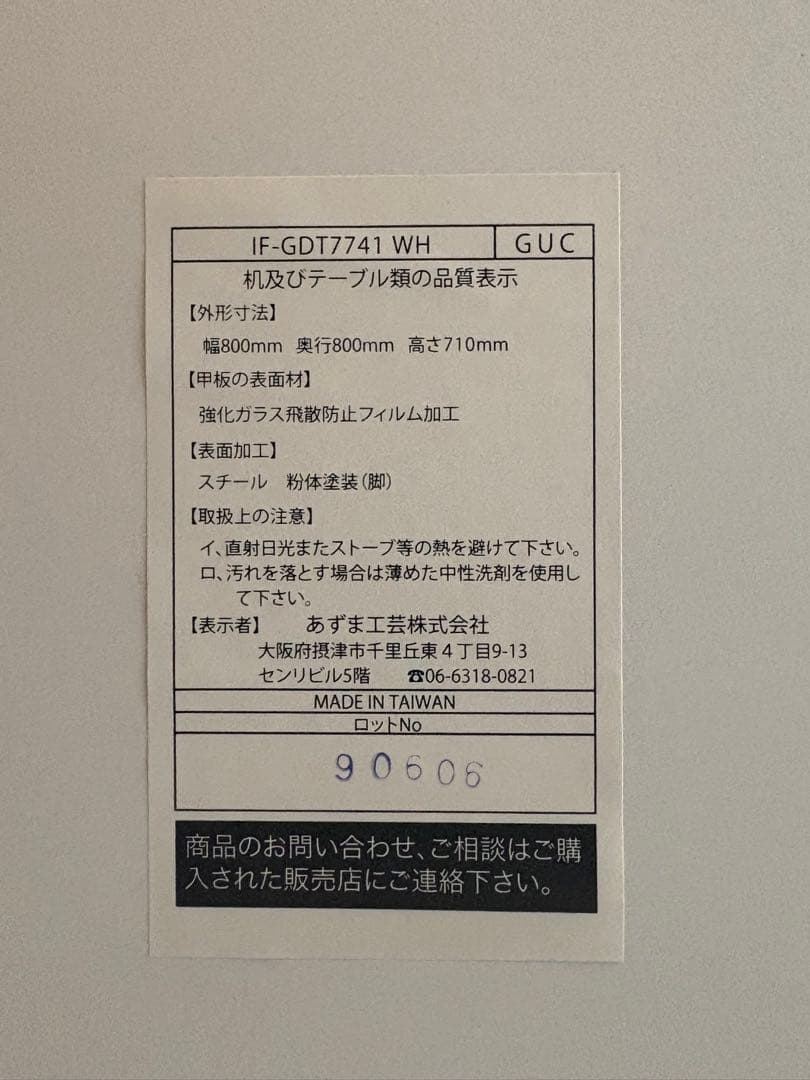 IF-GDT7741 WH GUC
机及びテーブル類の品質表示
【外形寸法】
幅800mm 奥行800mm 高さ710mm
【甲板の表面材】
強化ガラス飛散防止フィルム加工
【表面加工】
スチール 粉体塗装(脚)
【取扱上の注意】
イ、直射日光またストーブ等の熱を避けて下さい。
ロ、汚れを落とす場合は薄めた中性洗剤を使用し
て下さい。
【表示者】 あずま工芸株式会社
大阪府摂津市千里丘東4丁目9-13
センリビル5階 ☎06-6318-0821
MADE IN TAIWAN
ロットNo
90606
商品のお問い合わせ、ご相談はご購
入された販売店にご連絡下さい。